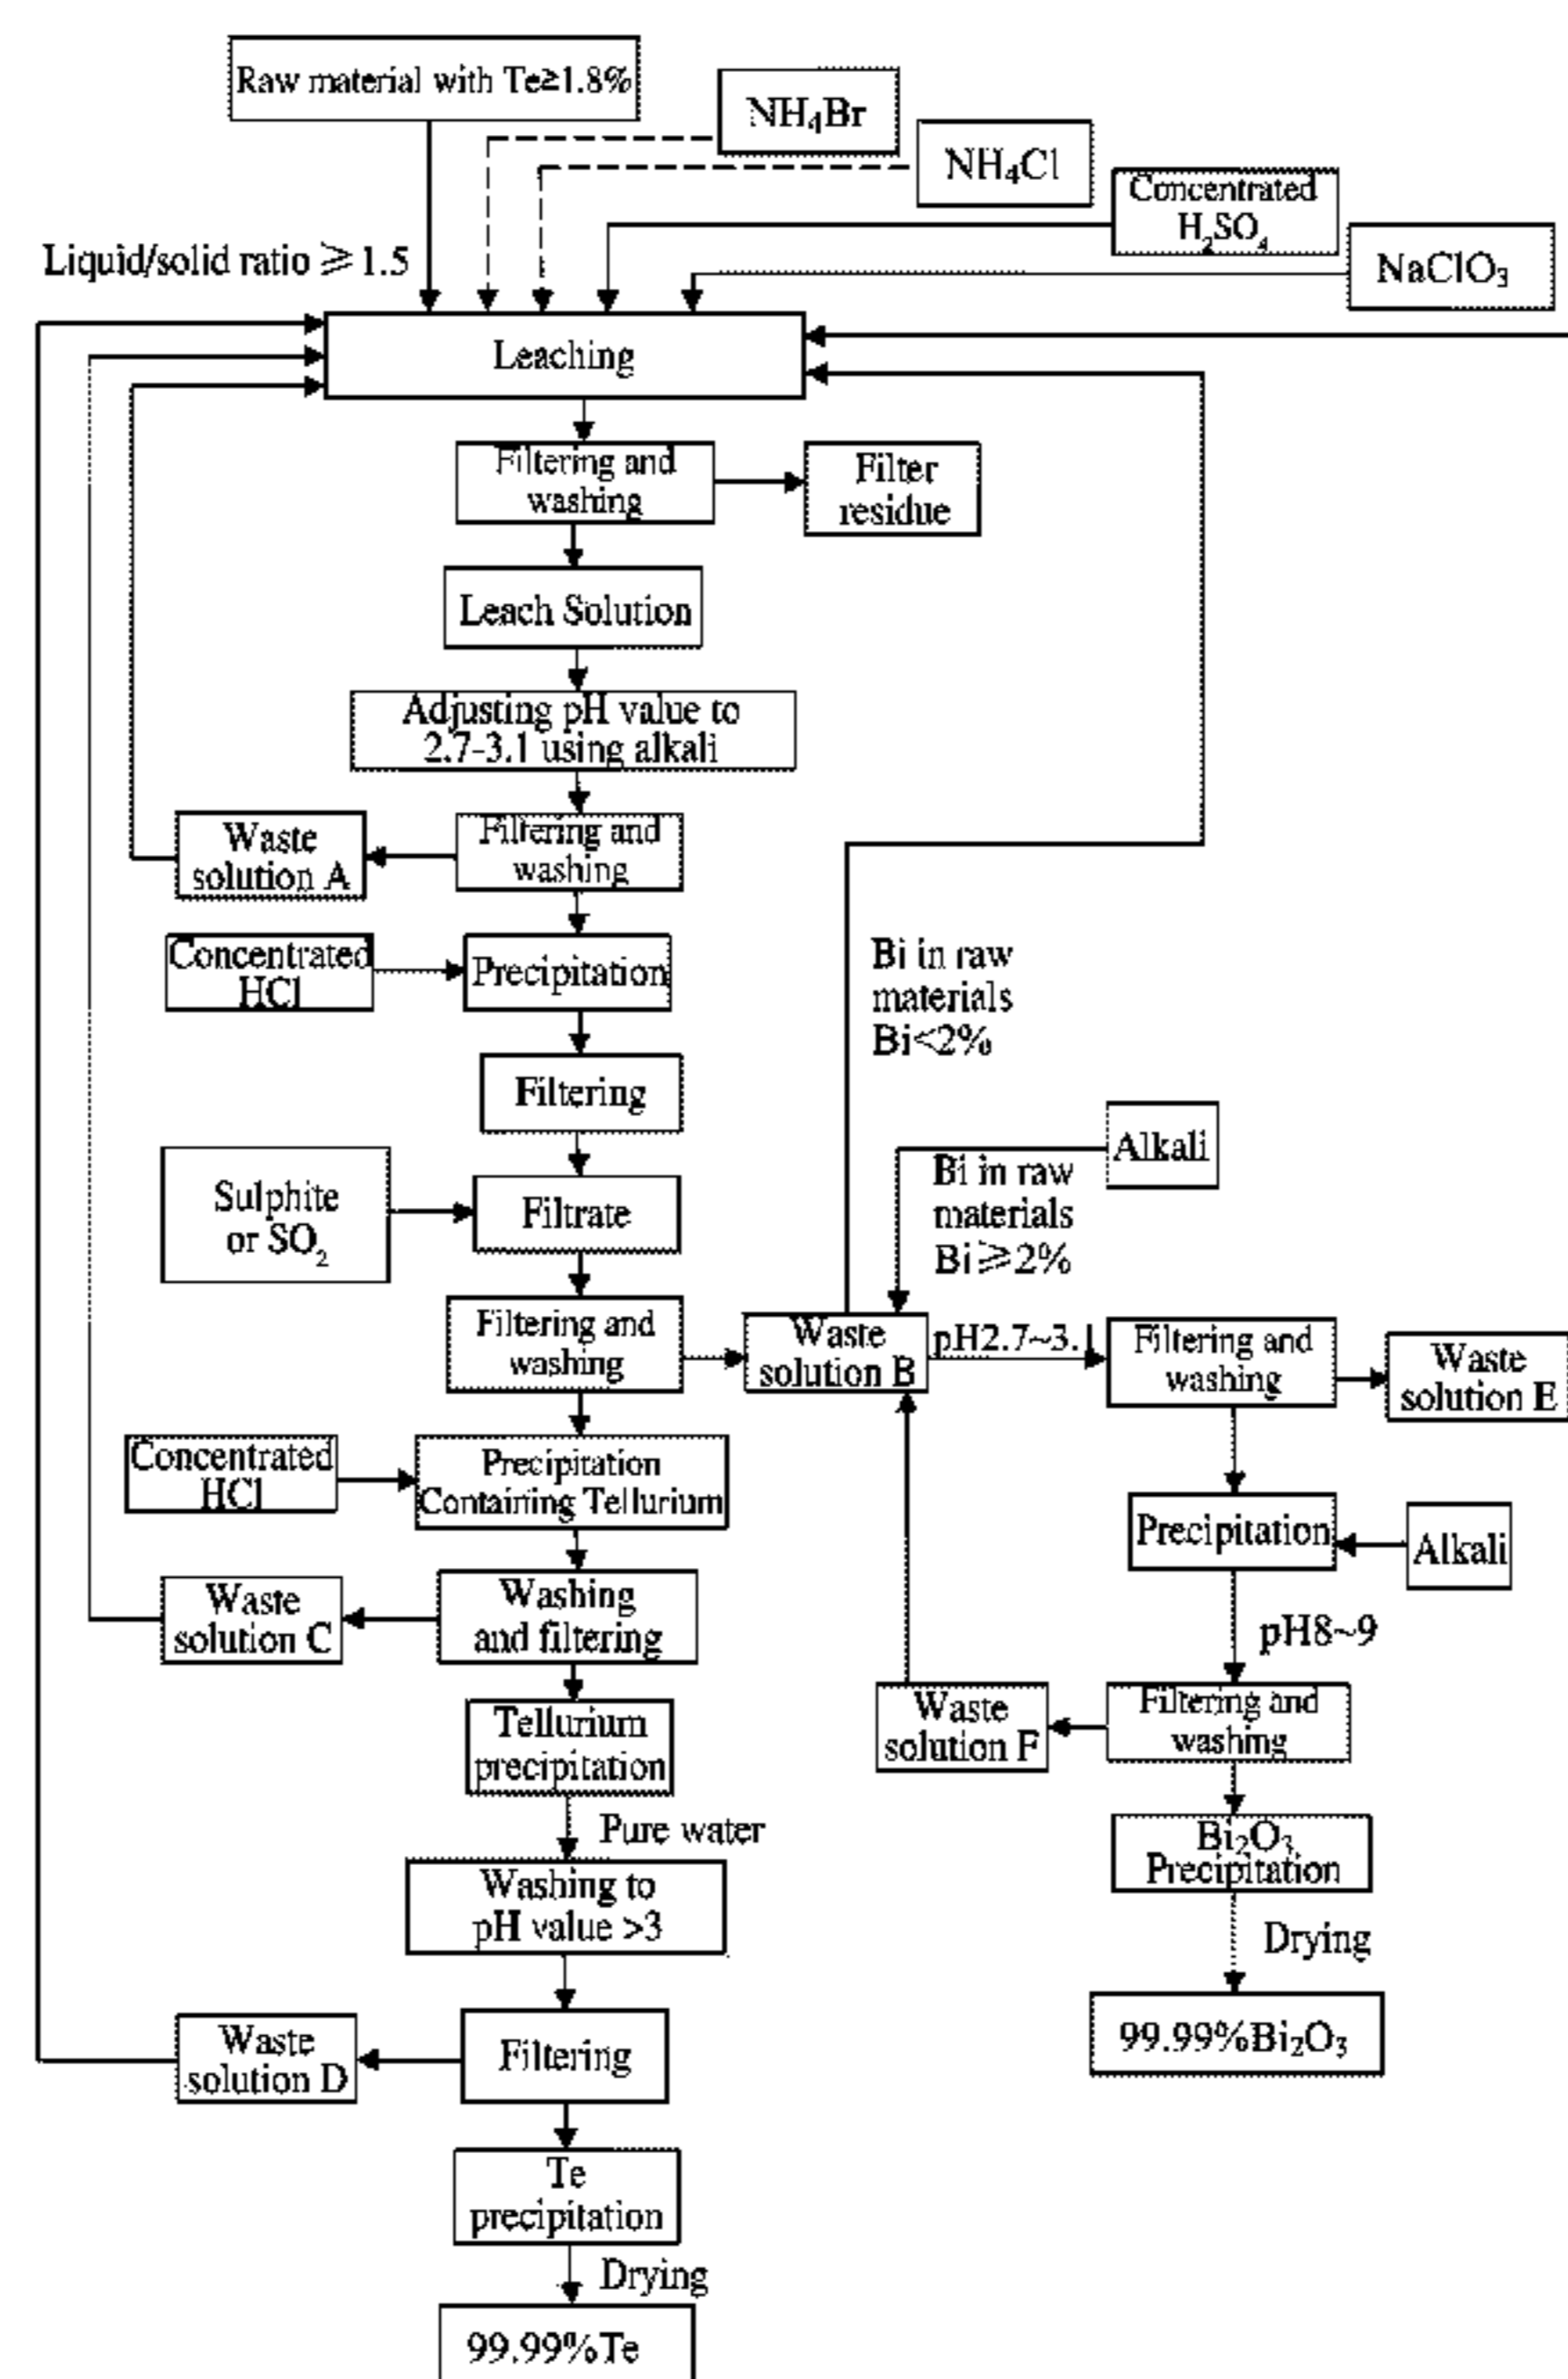 Raw material with Te≥1.8%
NH₄Br
NH₄Cl
Concentrated
H₂SO₄
NaClO₃
Liquid/solid ratio ≥1.5
Leaching
Filtering and
washing
Filter
residue
Leach Solution
Adjusting pH value to
2.7-3.1 using alkali
Waste
solution A
Filtering and
washing
Concentrated
HCl
Precipitation
Bi in raw
materials
Bi<2%
Filtering
Alkali
Sulphite
or SO₂
Filtrate
Bi in raw
materials
Bi≥2%
Filtering and
washing
Waste
solution B
pH2.7~3.1
Filtering and
washing
Waste
solution E
Concentrated
HCl
Precipitation
Containing Tellurium
Precipitation
Alkali
Waste
solution C
Washing
and filtering
pH8~9
Tellurium
precipitation
Waste
solution F
Filtering and
washing
Pure water
Washing to
pH value >3
Bi₂O₃
Precipitation
Drying
Waste
solution D
Filtering
99.99%Bi₂O₃
Te
precipitation
Drying
99.99%Te